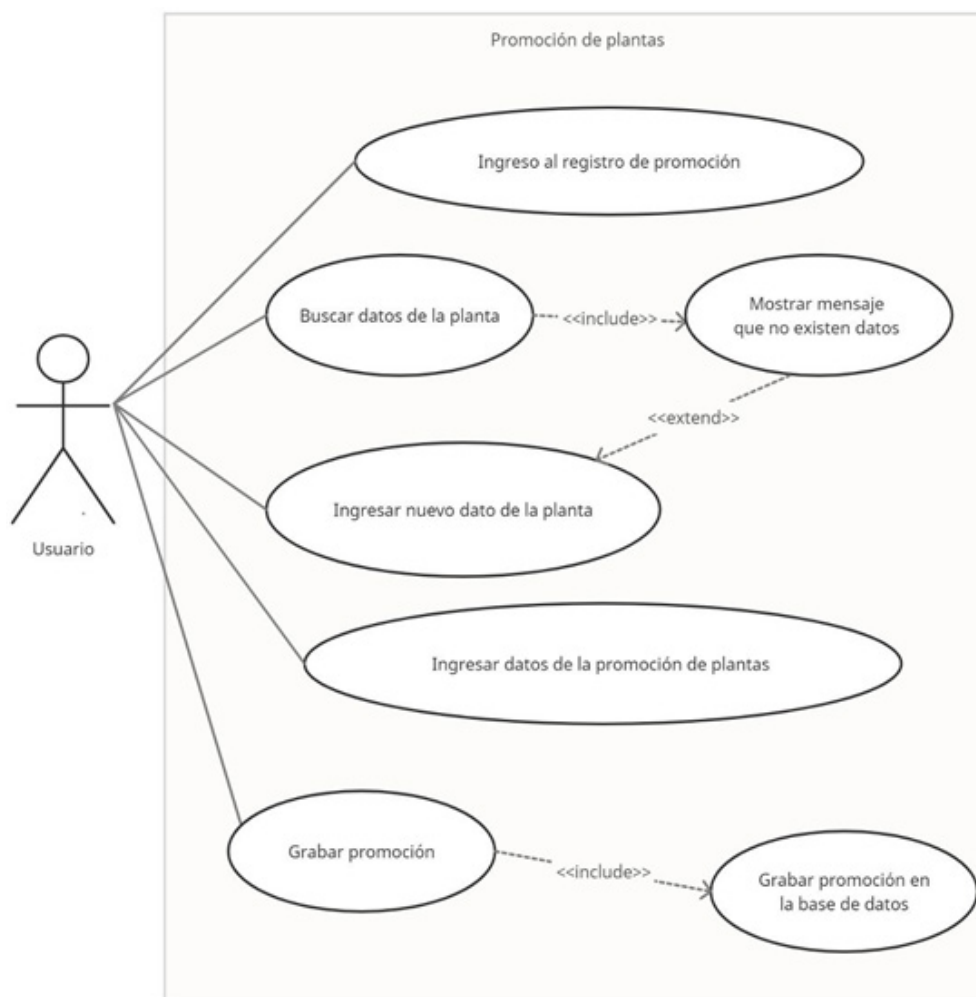 Promoción de plantas
Ingreso al registro de promoción
Buscar datos de la planta
<<include>>
Mostrar mensaje
que no existen datos
<<extend>>
Ingresar nuevo dato de la planta
Usuario
Ingresar datos de la promoción de plantas
Grabar promoción
<<include>>
Grabar promoción en
la base de datos